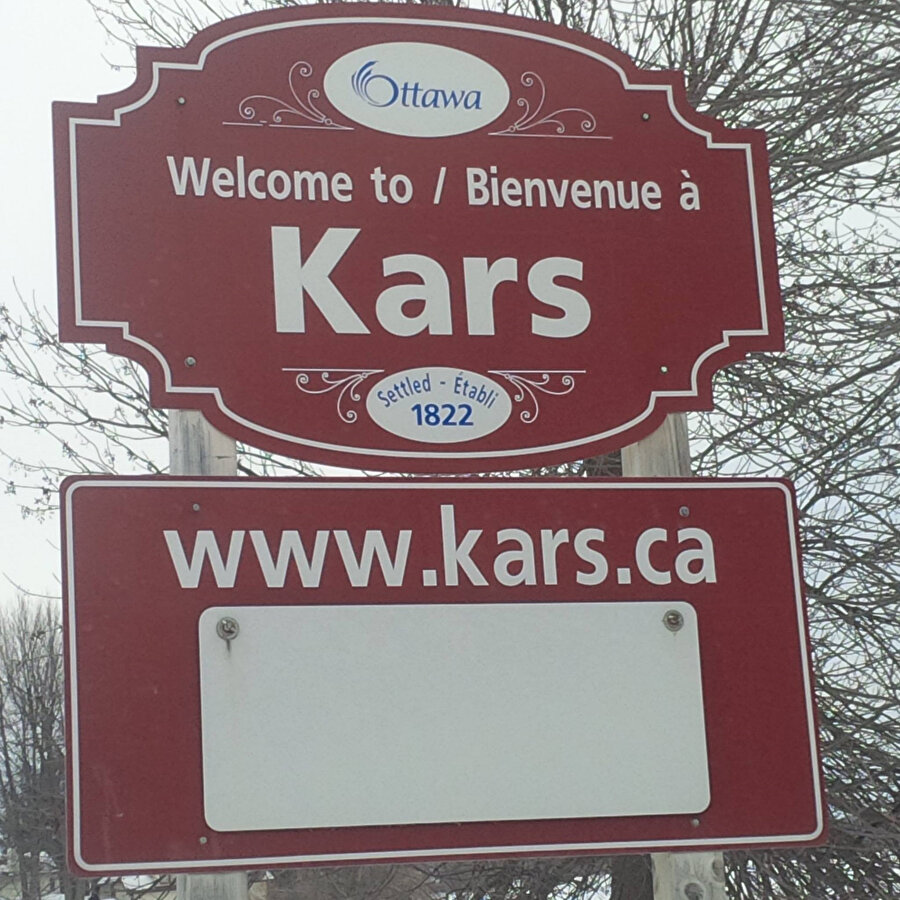 Ottawa
Welcome to / Bienvenue à
Kars
Settled - Établi
1822
www.kars.ca